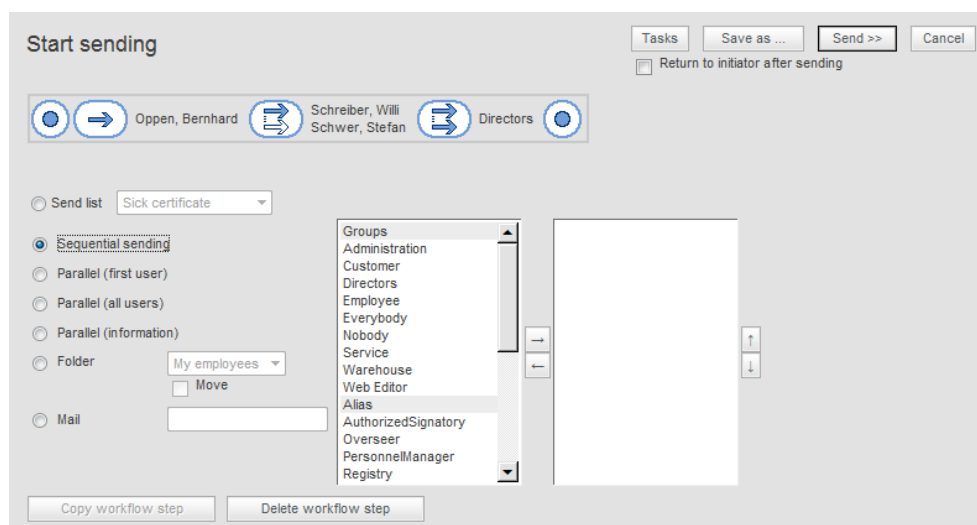 Start sending
Tasks
Save as ...
Send >>
Cancel
Return to initiator after sending
Oppen, Bernhard
Schreiber, Willi
Schwer, Stefan
Directors
Send list
Sick certificate
Sequential sending
Parallel (first user)
Parallel (all users)
Parallel (information)
Folder
My employees
Move
Mail
Groups
Administration
Customer
Directors
Employee
Everybody
Nobody
Service
Warehouse
Web Editor
Alias
AuthorizedSignatory
Overseer
PersonnelManager
Registry
Copy workflow step
Delete workflow step